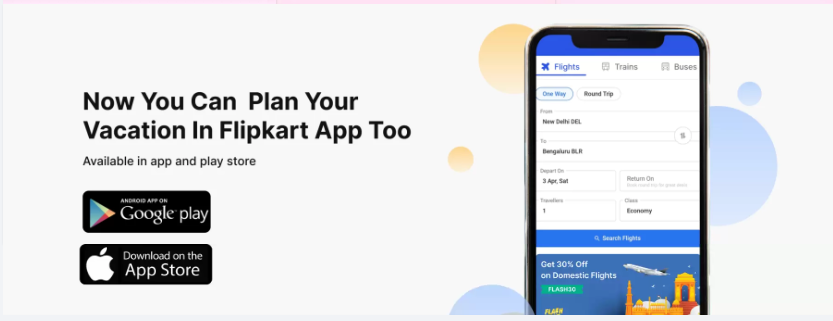 Now You Can Plan Your
Vacation In Flipkart App Too
Available in app and play store
ANDROID APP ON
Google play
Download on the
App Store
Flights Trains Buses
One Way Round Trip
From
New Delhi DEL
To
Bengaluru BLR
Depart On
3 Apr, Sat
Return On
Travellers
1
Class
Economy
Search Flights
Get 30% Off
on Domestic Flights
FLASH30
FLASH